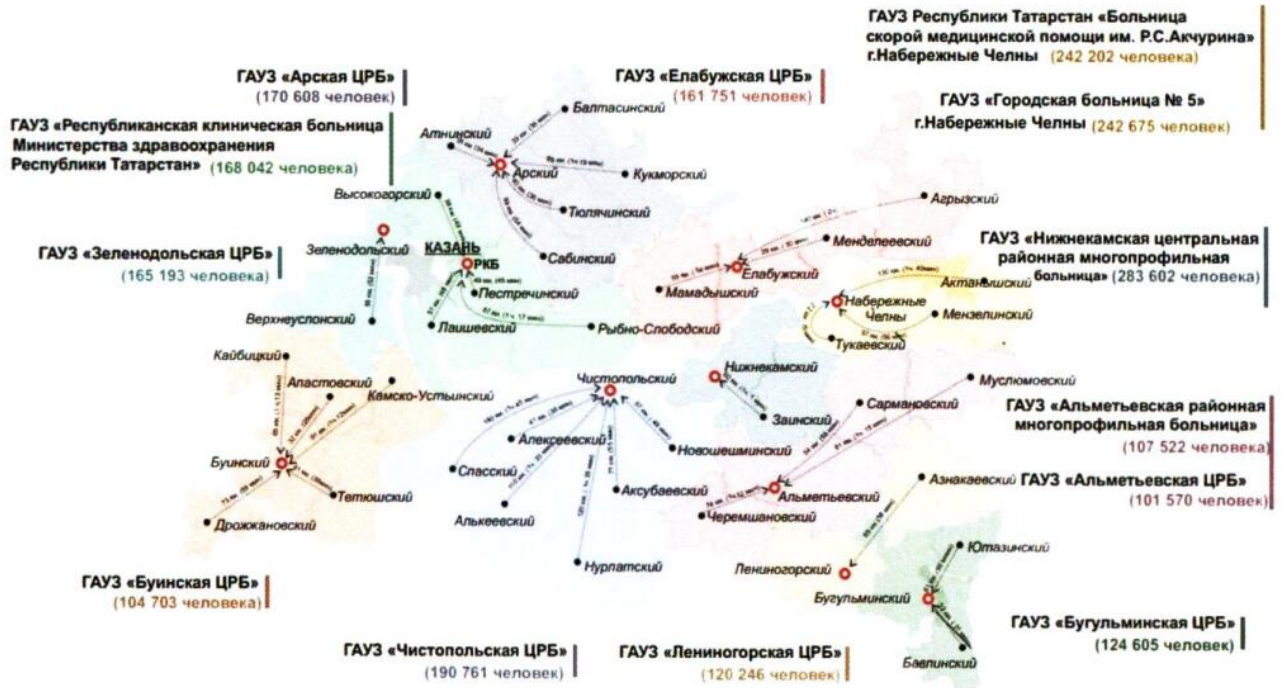 ГАУЗ Республики Татарстан «Больница
скорой медицинской помощи им. Р.С.Акчурина»
г.Набережные Челны (242 202 человека)
ГАУЗ «Арская ЦРБ»
(170 608 человек)
ГАУЗ «Елабужская ЦРБ»
(161 751 человек)
ГАУЗ «Городская больница № 5»
г.Набережные Челны (242 675 человек)
ГАУЗ «Республиканская клиническая больница
Министерства здравоохранения
Республики Татарстан» (168 042 человека)
Балтасинский
Атнинский
Арский
Кукморский
Высокогорский
Тюлячинский
Агрызский
Менделеевский
ГАУЗ «Зеленодольская ЦРБ»
(165 193 человека)
Зеленодольский
КАЗАНЬ
РКБ
Сабинский
Елабужский
ГАУЗ «Нижнекамская центральная
районная многопрофильная
больница» (283 602 человека)
Пестречинский
Мамадышский
Актанышский
Набережные
Челны
Мензелинский
Верхнеуслонский
Лаишевский
Рыбно-Слободский
Тукаевский
Кайбицкий
Апастовский
Камско-Устьинский
Чистопольский
Нижнекамский
Муслюмовский
Сармановский
Заинский
ГАУЗ «Альметьевская районная
многопрофильная больница»
(107 522 человека)
Алексеевский
Новошешминский
Буинский
Спасский
Тетюшский
Аксубаевский
Альметьевский
Азнакаевский
ГАУЗ «Альметьевская ЦРБ»
(101 570 человек)
Дрожжановский
Алькеевский
Черемшановский
Нурлатский
Лениногорский
Ютазинский
Бугульминский
ГАУЗ «Буинская ЦРБ»
(104 703 человека)
ГАУЗ «Бугульминская ЦРБ»
(124 605 человек)
Бавлинский
ГАУЗ «Чистопольская ЦРБ»
(190 761 человек)
ГАУЗ «Лениногорская ЦРБ»
(120 246 человек)